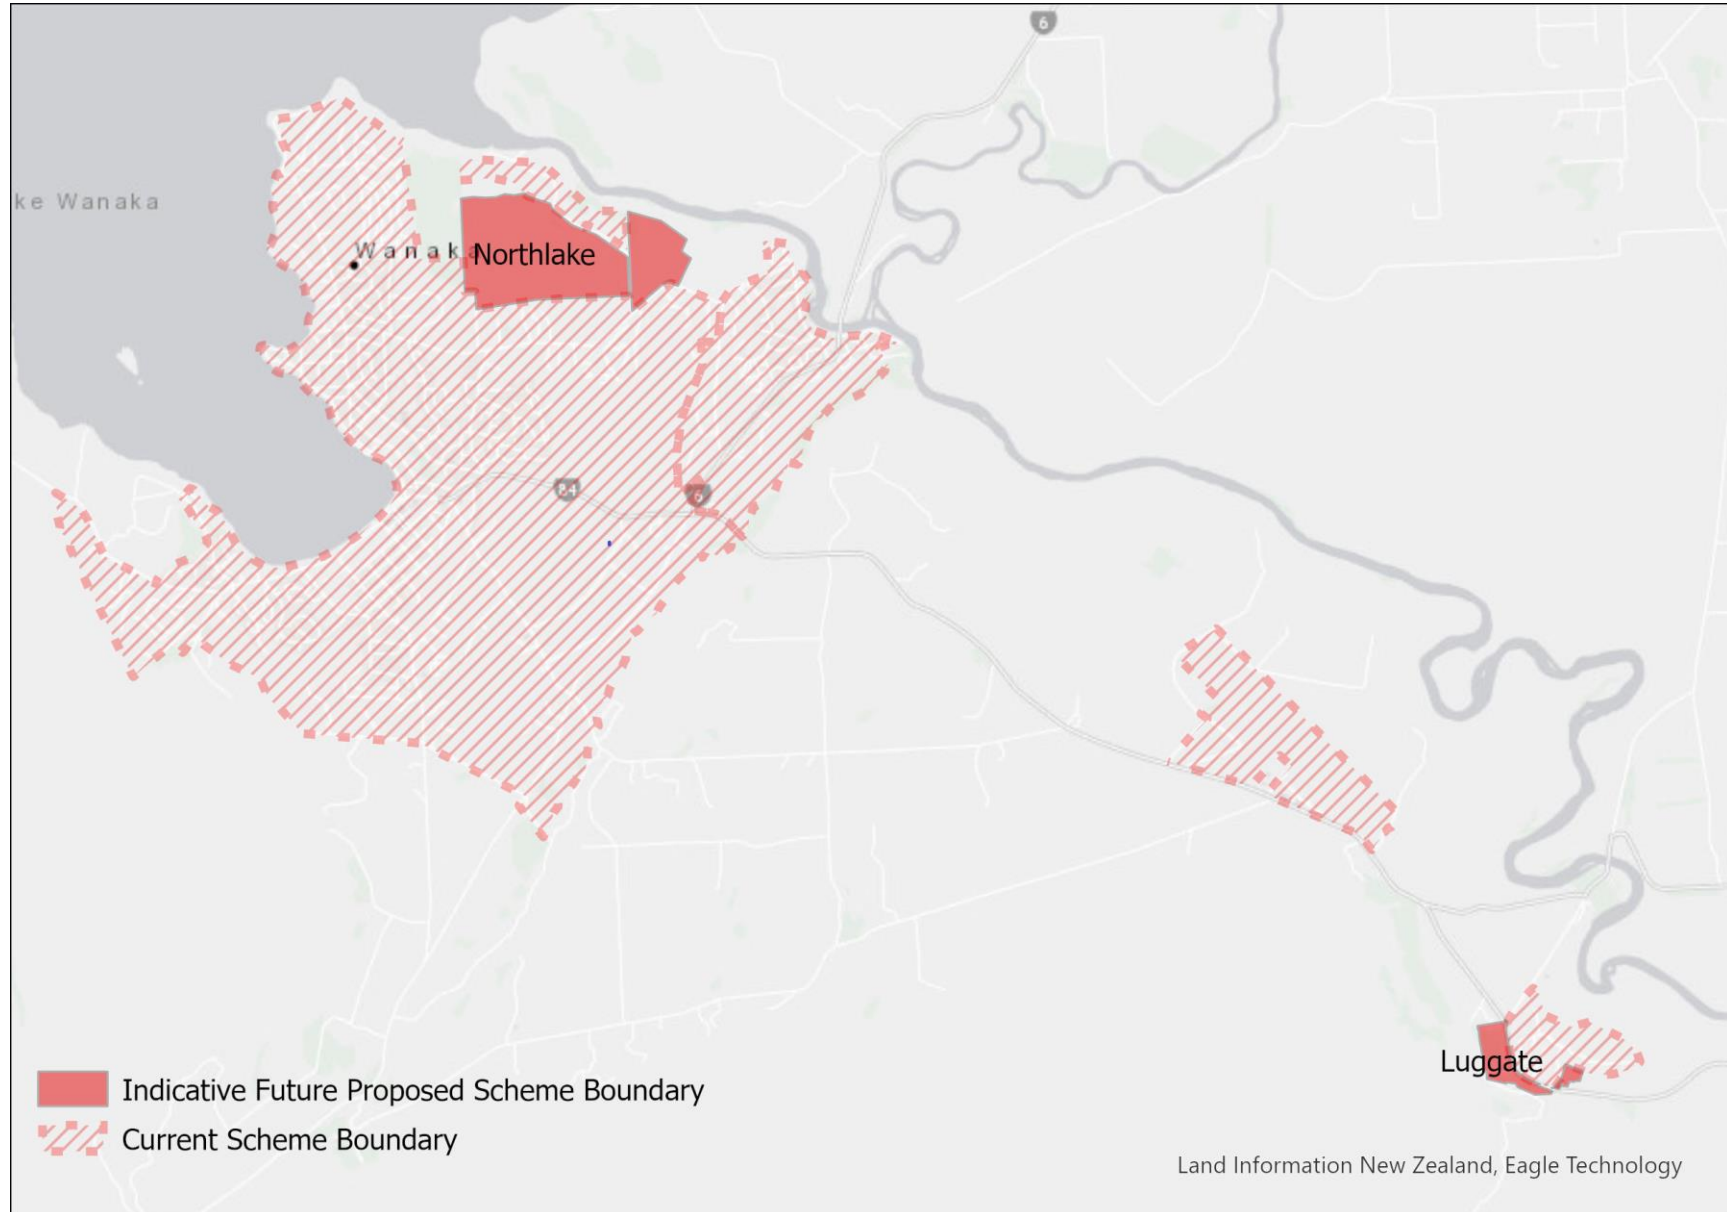 6
ke Wanaka
Wanaka
Northlake
84
6
Luggate
Indicative Future Proposed Scheme Boundary
Current Scheme Boundary
Land Information New Zealand, Eagle Technology